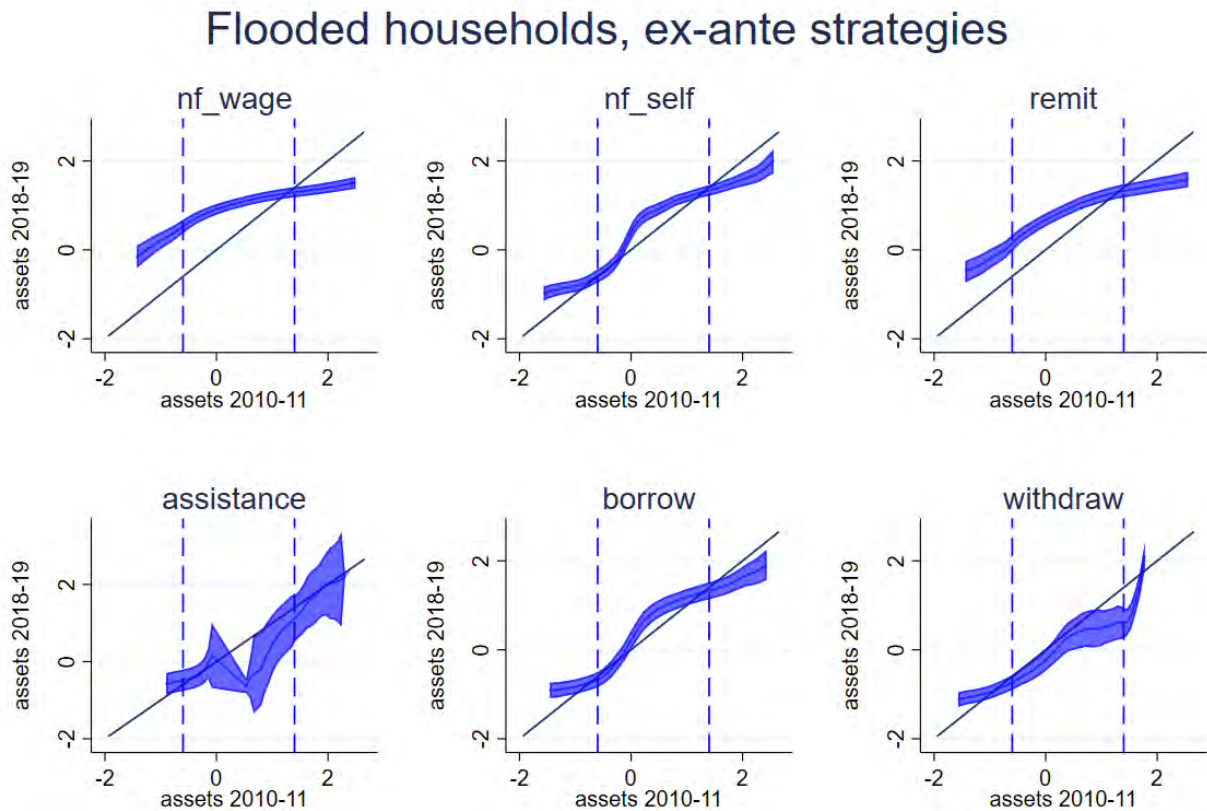 Flooded households, ex-ante strategies
nf_wage
assets 2018-19
2
0
-2
-2 0 2
assets 2010-11
nf_self
assets 2018-19
2
0
-2
-2 0 2
assets 2010-11
remit
assets 2018-19
2
0
-2
-2 0 2
assets 2010-11
assistance
assets 2018-19
2
0
-2
-2 0 2
assets 2010-11
borrow
assets 2018-19
2
0
-2
-2 0 2
assets 2010-11
withdraw
assets 2018-19
2
0
-2
-2 0 2
assets 2010-11